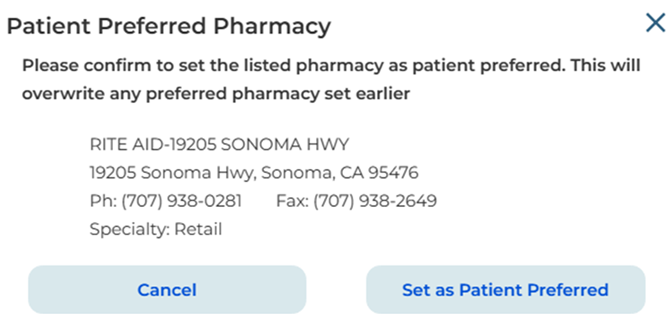 Patient Preferred Pharmacy
Please confirm to set the listed pharmacy as patient preferred. This will
overwrite any preferred pharmacy set earlier
RITE AID-19205 SONOMA HWY
19205 Sonoma Hwy, Sonoma, CA 95476
Ph: (707) 938-0281 Fax: (707) 938-2649
Specialty: Retail
Cancel Set as Patient Preferred